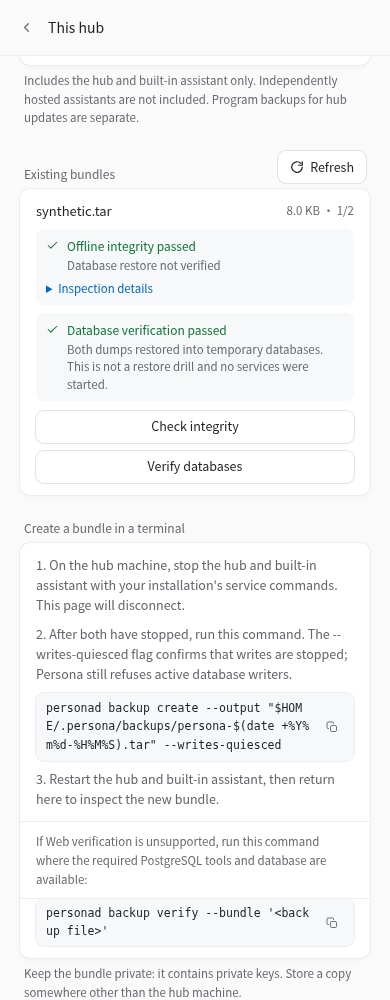 This hub
Includes the hub and built-in assistant only. Independently
hosted assistants are not included. Program backups for hub
updates are separate.
Existing bundles
Refresh
synthetic.tar
8.0 KB • 1/2
Offline integrity passed
Database restore not verified
Inspection details
Database verification passed
Both dumps restored into temporary databases.
This is not a restore drill and no services were
started.
Check integrity
Verify databases
Create a bundle in a terminal
1. On the hub machine, stop the hub and built-in
assistant with your installation's service commands.
This page will disconnect.
2. After both have stopped, run this command. The --
writes-quiesced flag confirms that writes are stopped;
Persona still refuses active database writers.
personad backup create --output "$HOM
E/.persona/backups/persona-$(date +%Y%
m%d-%H%M%S).tar" --writes-quiesced
3. Restart the hub and built-in assistant, then return
here to inspect the new bundle.
If Web verification is unsupported, run this command
where the required PostgreSQL tools and database are
available:
personad backup verify --bundle '<back
up file>'
Keep the bundle private: it contains private keys. Store a copy
somewhere other than the hub machine.